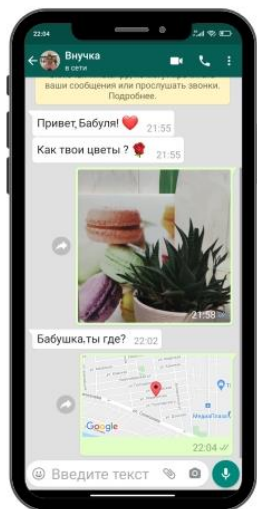 22:04
Внучка
в сети
ваши сообщения или прослушать звонки.
Подробнее.
Привет, Бабуля! ❤️ 21:55
Как твои цветы ? 🌹 21:55
21:58
Бабушка,ты где? 22:02
Google
22:04
Введите текст